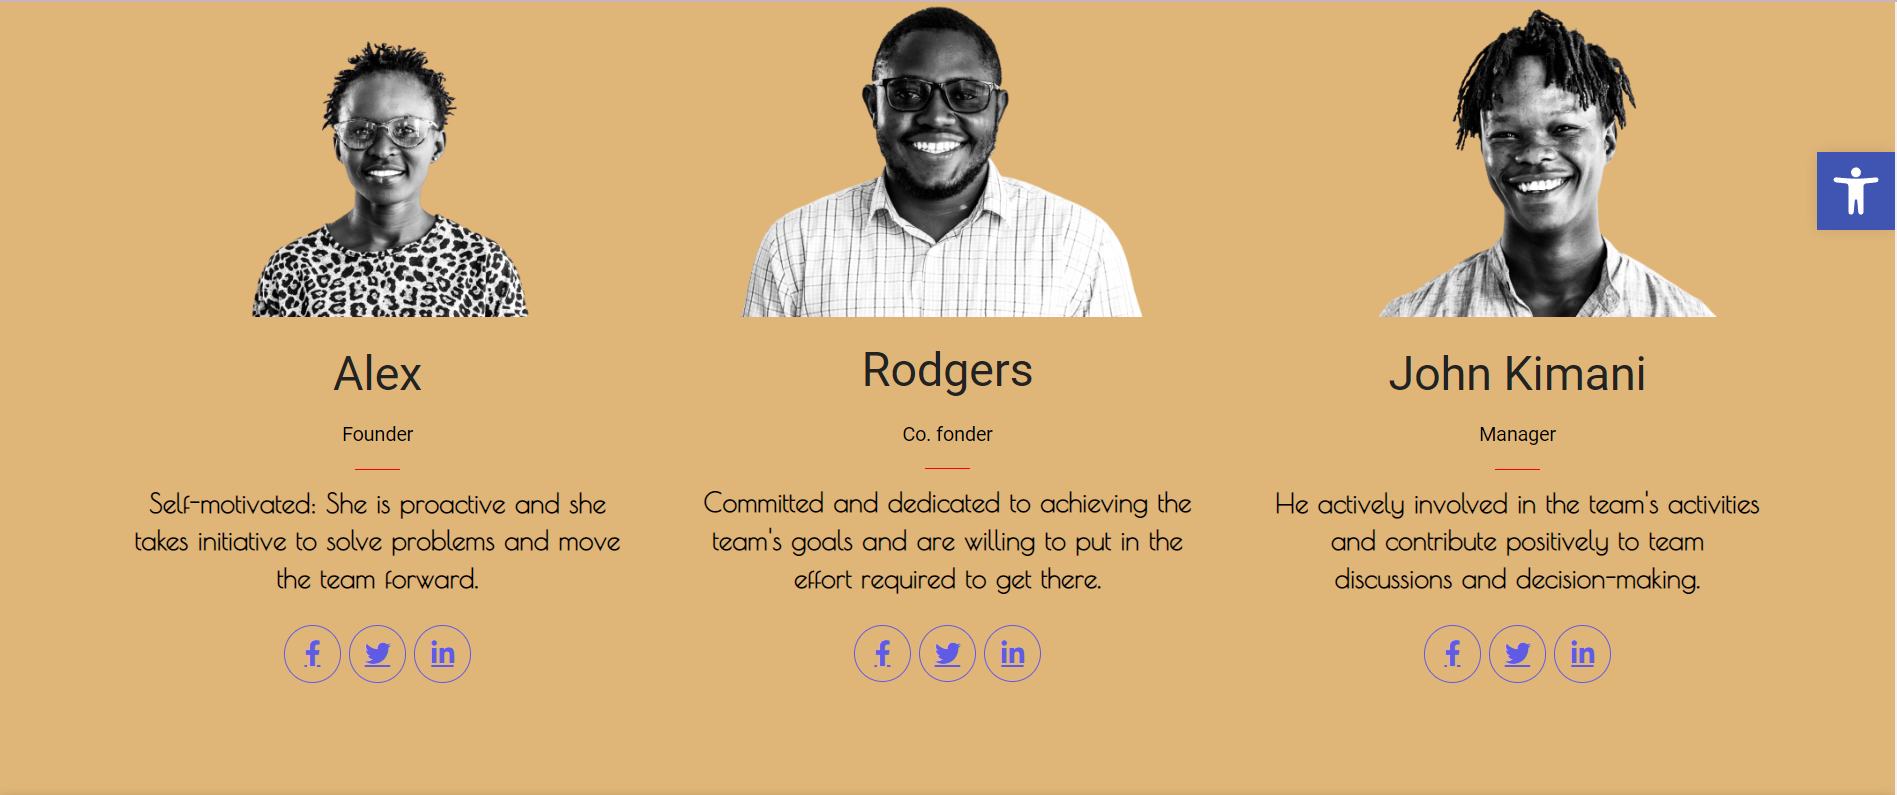 Alex
Founder
Self-motivated: She is proactive and she
takes initiative to solve problems and move
the team forward.
Rodgers
Co. fonder
Committed and dedicated to achieving the
team's goals and are willing to put in the
effort required to get there.
John Kimani
Manager
He actively involved in the team's activities
and contribute positively to team
discussions and decision-making.